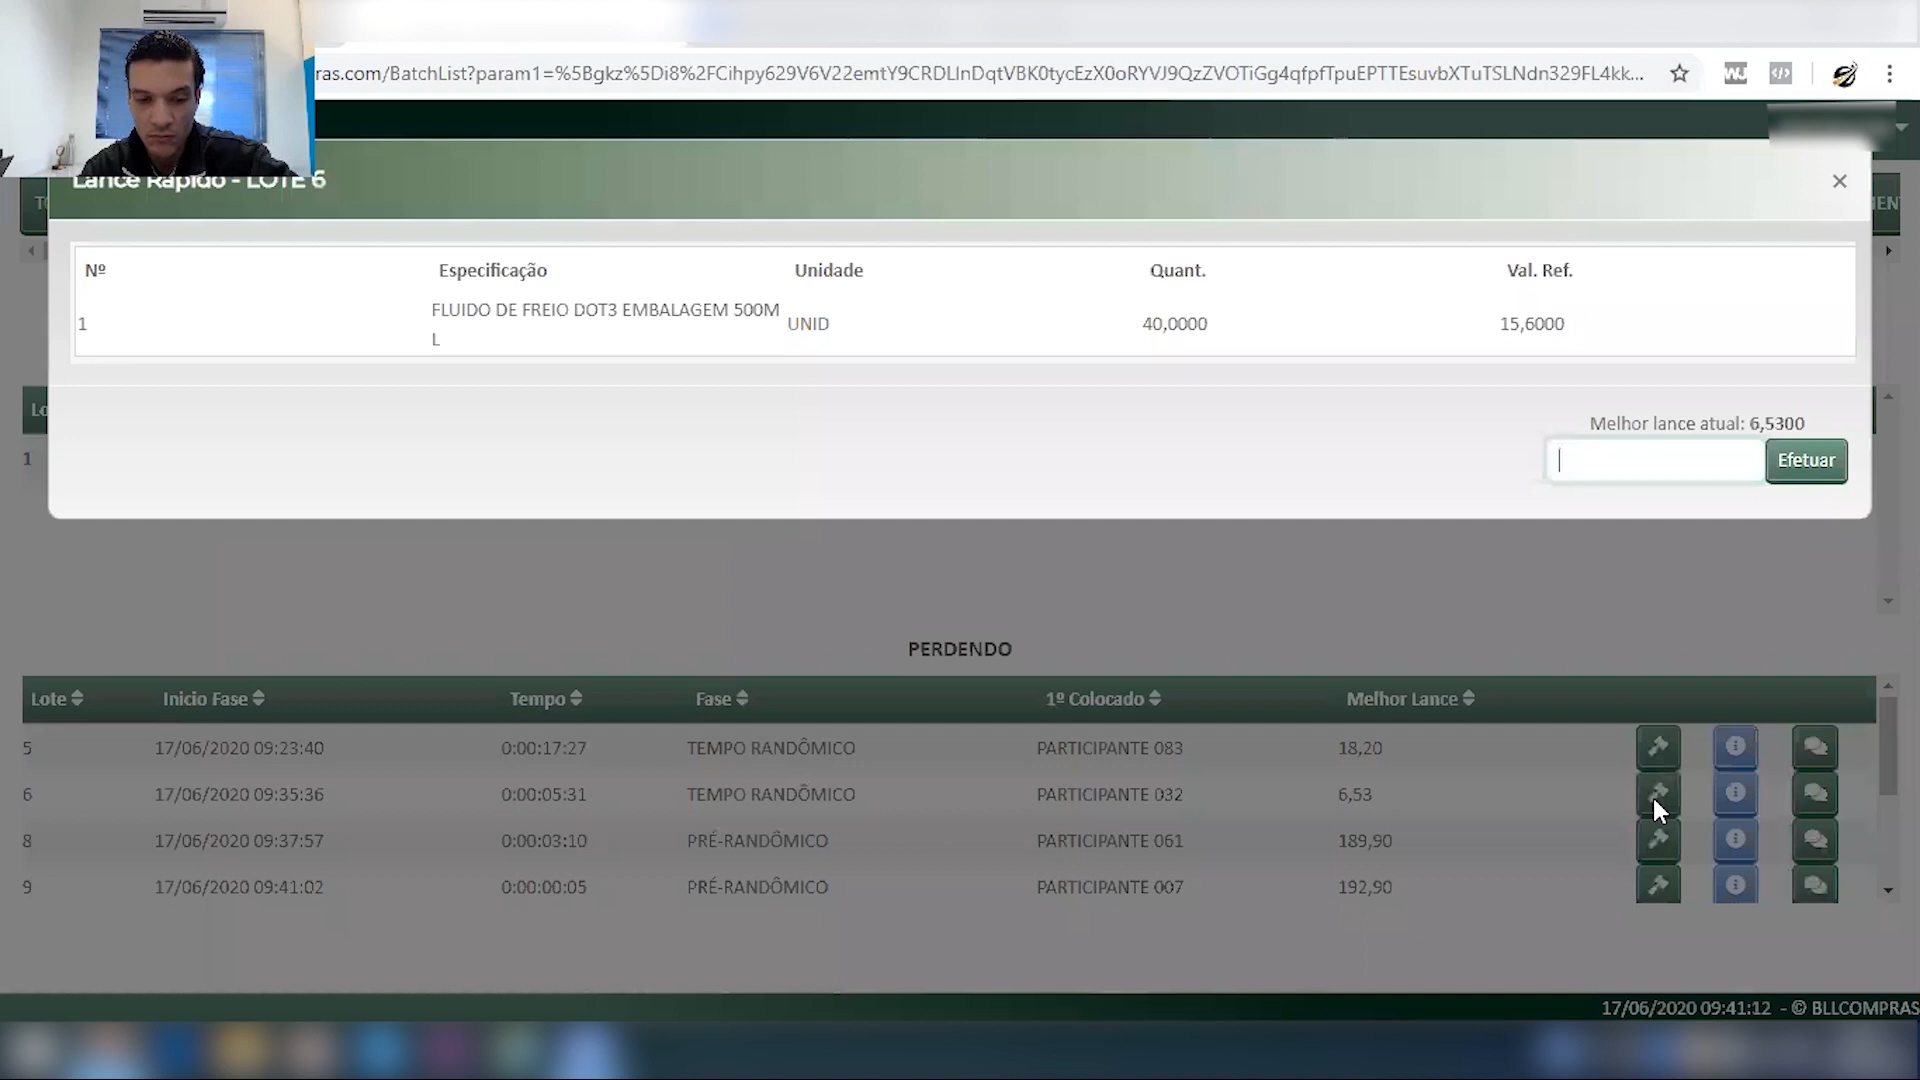 ras.com/BatchList?param1=%5Bgkz%5Di8%2FCihpy629V6V22emtY9CRDLlnDqtVBK0tycEzX0oRYVJ9QzZVOTiGg4qfpfTpuEPTTEsuvbXTuTSLNdn329FL4kk...
Lance Rápido - LOTE 6
Nº Especificação Unidade Quant. Val. Ref.
1 FLUIDO DE FREIO DOT3 EMBALAGEM 500M UNID 40,0000 15,6000
L
Melhor lance atual: 6,5300
Efetuar
1
PERDENDO
Lote Inicio Fase Tempo Fase 1º Colocado Melhor Lance
5 17/06/2020 09:23:40 0:00:17:27 TEMPO RANDÔMICO PARTICIPANTE 083 18,20
6 17/06/2020 09:35:36 0:00:05:31 TEMPO RANDÔMICO PARTICIPANTE 032 6,53
8 17/06/2020 09:37:57 0:00:03:10 PRÉ-RANDÔMICO PARTICIPANTE 061 189,90
9 17/06/2020 09:41:02 0:00:00:05 PRÉ-RANDÔMICO PARTICIPANTE 007 192,90
17/06/2020 09:41:12 - © BLLCOMPRAS